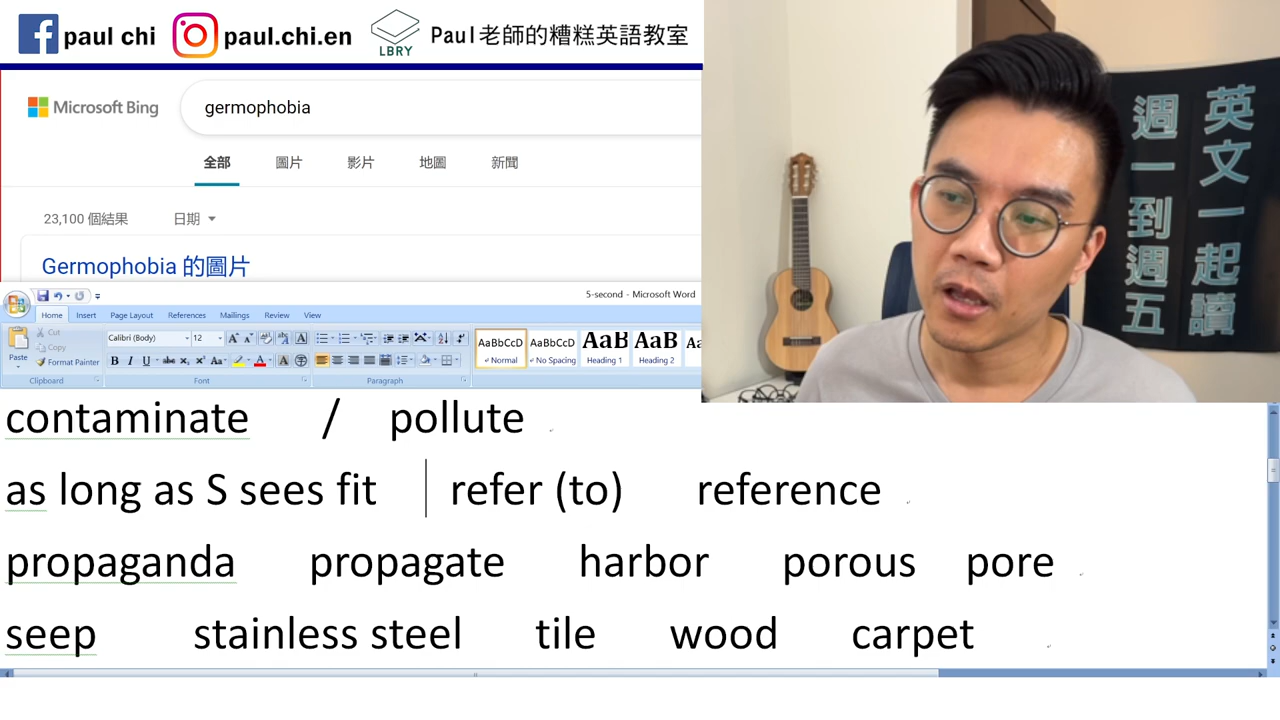 paul chi paul.chi.en LBRY Paul老師的糟糕英語教室
Microsoft Bing germophobia
全部 圖片 影片 地圖 新聞
23,100 個結果 日期
Germophobia 的圖片
5-second - Microsoft Word
Home Insert Page Layout References Mailings Review View
Paste Cut Copy Format Painter
Calibri (Body) 12
AaBbCcD AaBbCcD AaB AaB Aa
Normal No Spacing Heading 1 Heading 2
Clipboard Font Paragraph
英文一起讀
週一到週五
contaminate / pollute
as long as S sees fit refer (to) reference
propaganda propagate harbor porous pore
seep stainless steel tile wood carpet